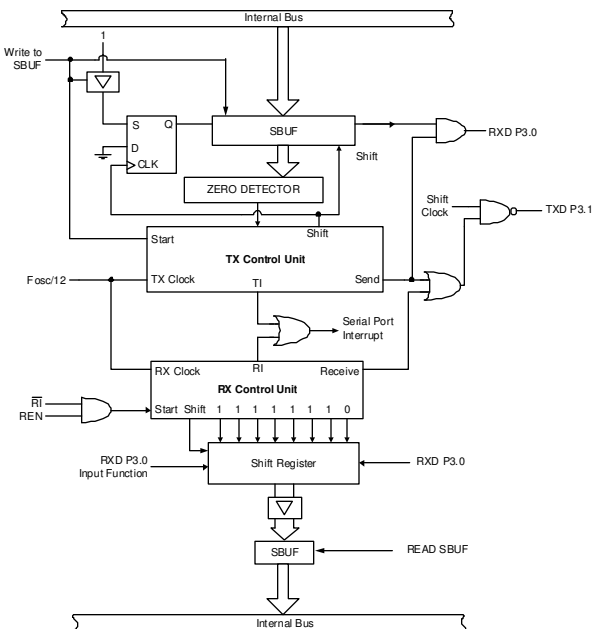 Internal Bus
1
Write to
SBUF
S Q
D
CLK
SBUF
RXD P3.0
Shift
ZERO DETECTOR
Shift
Clock
TXD P3.1
Start
Shift
TX Control Unit
Fosc/12
TX Clock
TI
Send
Serial Port
Interrupt
RX Clock
RI
Receive
RX Control Unit
RI
REN
Start Shift 1 1 1 1 1 1 1 0
RXD P3.0
Input Function
Shift Register
RXD P3.0
SBUF
READ SBUF
Internal Bus